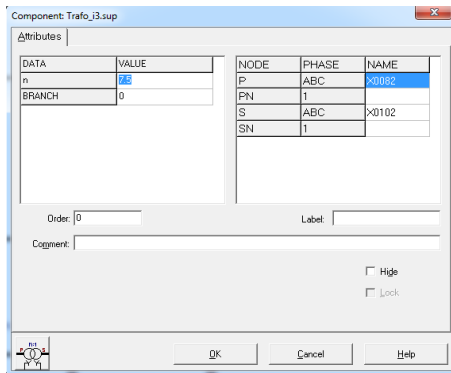 Component: Trafo_i3.sup
Attributes
DATA VALUE
n 7.5
BRANCH 0
NODE PHASE NAME
P ABC X0082
PN 1
S ABC X0102
SN 1
Order: 0
Label:
Comment:
Hide
Lock
n:1
P S
OK Cancel Help